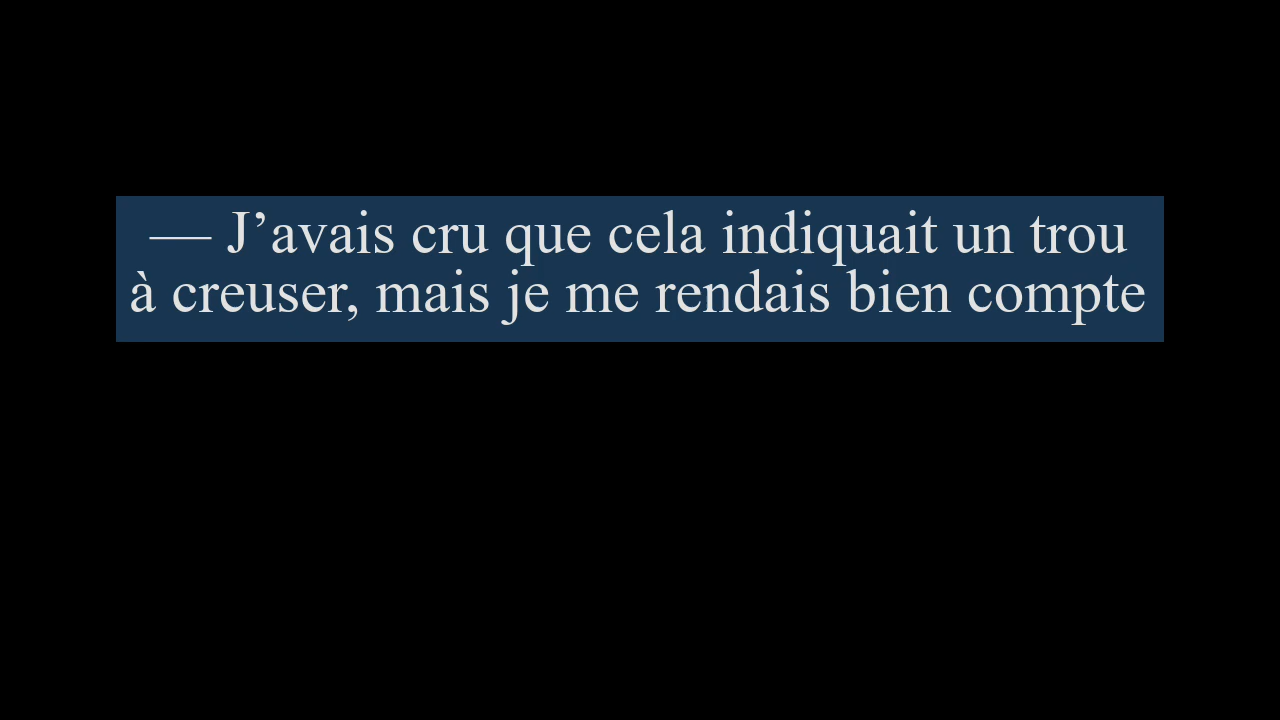 — J’avais cru que cela indiquait un trou
à creuser, mais je me rendais bien compte